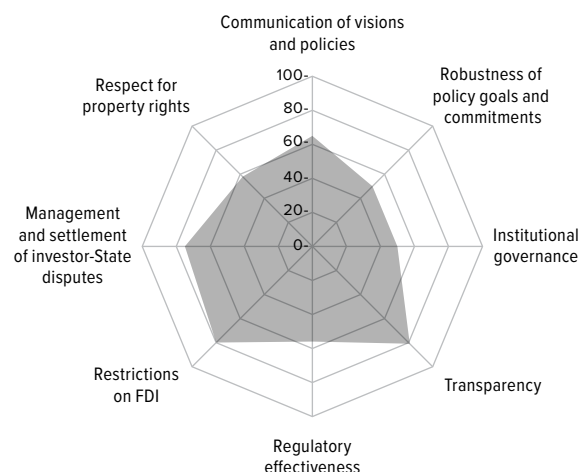 Communication of visions
and policies
Robustness of
policy goals and
commitments
Institutional
governance
Transparency
Regulatory
effectiveness
Restrictions
on FDI
Management
and settlement
of investor-State
disputes
Respect for
property rights
100-
80-
60-
40-
20-
0-